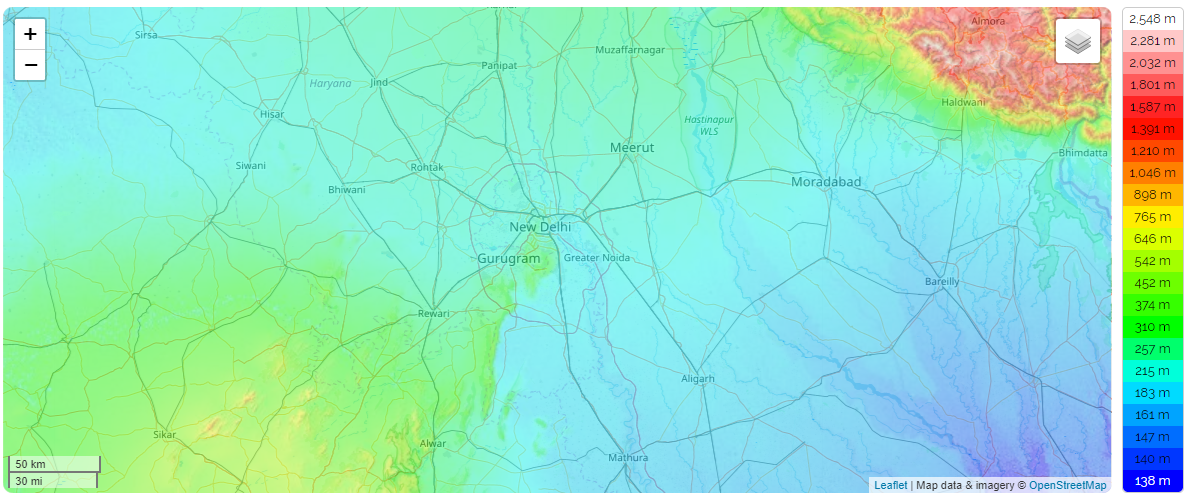 +
−
Sirsa
Muzaffarnagar
Almora
Panipat
Haryana
Jind
Haldwani
Hisar
Hastinapur
WLS
Meerut
Bhimdatta
Siwani
Rohtak
Bhiwani
Moradabad
New Delhi
Gurugram
Greater Noida
Bareilly
Rewari
Aligarh
Sikar
Alwar
Mathura
50 km
30 mi
Leaflet | Map data & imagery © OpenStreetMap
2,548 m
2,281 m
2,032 m
1,801 m
1,587 m
1,391 m
1,210 m
1,046 m
898 m
765 m
646 m
542 m
452 m
374 m
310 m
257 m
215 m
183 m
161 m
147 m
140 m
138 m